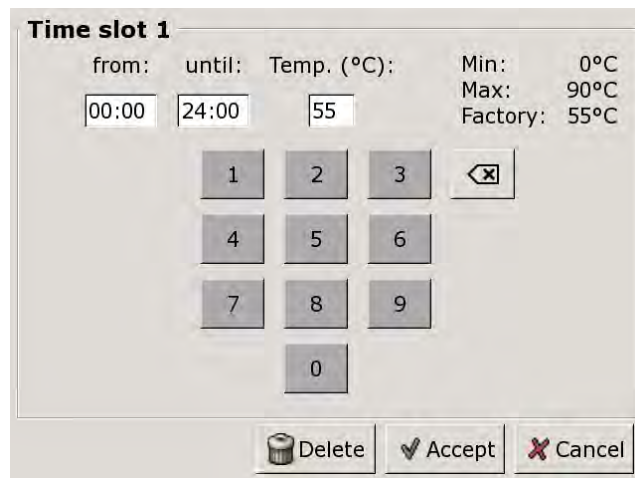 Time slot 1
from: until: Temp. (°C): Min: 0°C
Max: 90°C
00:00 24:00 55 Factory: 55°C
1 2 3
4 5 6
7 8 9
0
Delete Accept Cancel